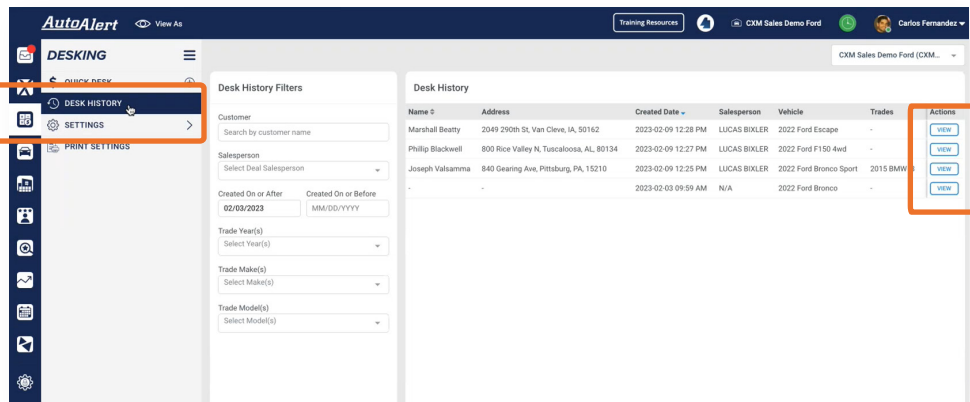 AutoAlert View As Training Resources CXM Sales Demo Ford Carlos Fernandez
DESKING CXM Sales Demo Ford (CXM...
QUICK DESK
DESK HISTORY
SETTINGS
PRINT SETTINGS
Desk History Filters
Customer
Search by customer name
Salesperson
Select Deal Salesperson
Created On or After Created On or Before
02/03/2023 MM/DD/YYYY
Trade Year(s)
Select Year(s)
Trade Make(s)
Select Make(s)
Trade Model(s)
Select Model(s)
Desk History
Name Address Created Date Salesperson Vehicle Trades Actions
Marshall Beatty 2049 290th St, Van Cleve, IA, 50162 2023-02-09 12:28 PM LUCAS BIXLER 2022 Ford Escape - VIEW
Phillip Blackwell 800 Rice Valley N, Tuscaloosa, AL, 80134 2023-02-09 12:27 PM LUCAS BIXLER 2022 Ford F150 4wd - VIEW
Joseph Valsamma 840 Gearing Ave, Pittsburg, PA, 15210 2023-02-09 12:25 PM LUCAS BIXLER 2022 Ford Bronco Sport 2015 BMW VIEW
- - 2023-02-03 09:59 AM N/A 2022 Ford Bronco - VIEW